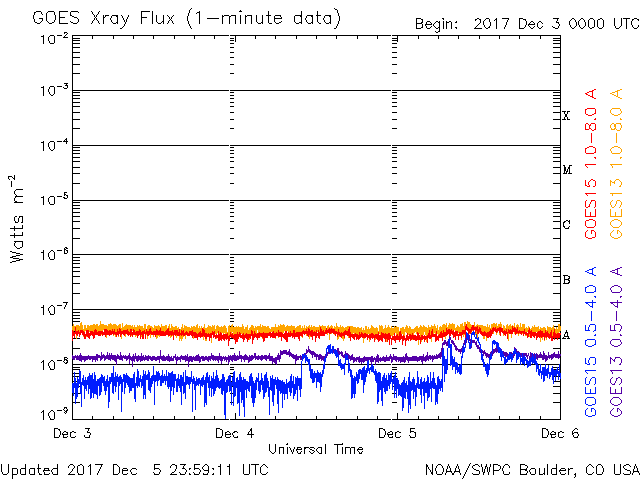 GOES Xray Flux (1-minute data)
Begin: 2017 Dec 3 0000 UTC
Watts m⁻²
10⁻²
10⁻³
10⁻⁴
10⁻⁵
10⁻⁶
10⁻⁷
10⁻⁸
10⁻⁹
X
M
C
B
A
GOES15 1.0-8.0 A
GOES13 1.0-8.0 A
GOES15 0.5-4.0 A
GOES13 0.5-4.0 A
Dec 3
Dec 4
Dec 5
Dec 6
Universal Time
Updated 2017 Dec 5 23:59:11 UTC
NOAA/SWPC Boulder, CO USA